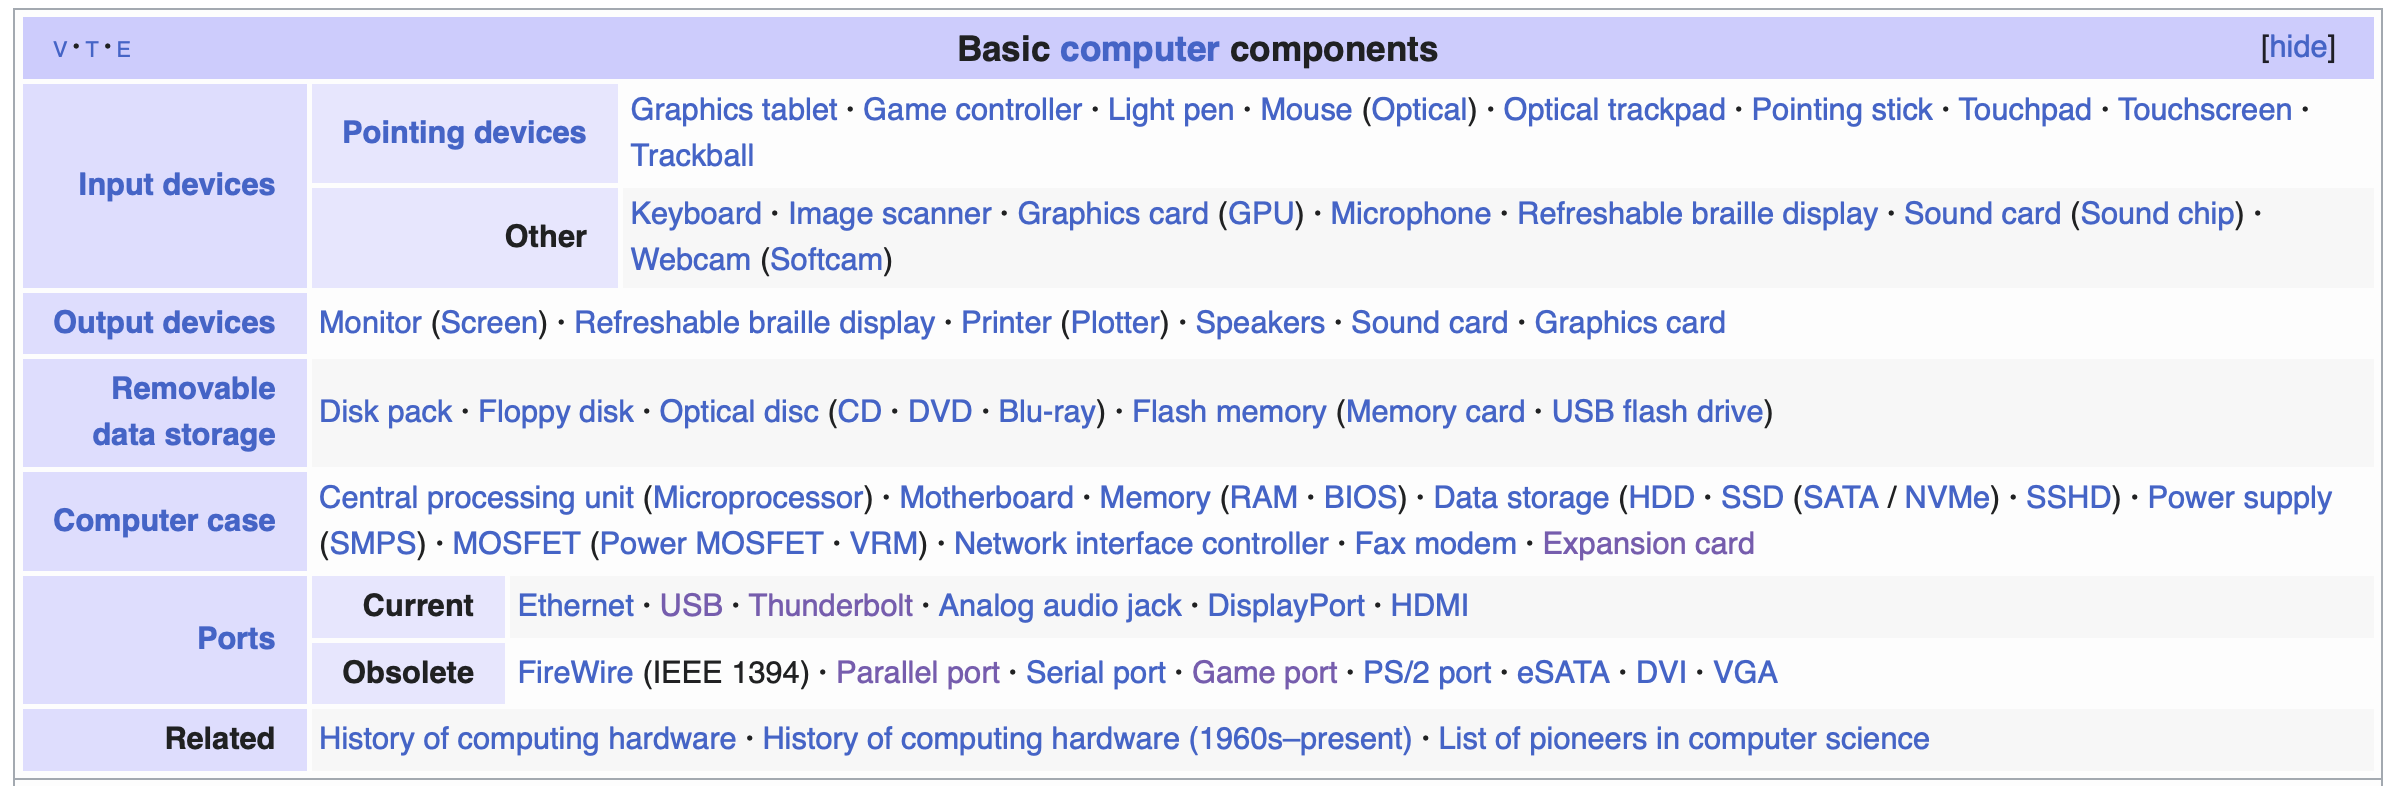 V · T · E
Basic computer components
[hide]
Input devices
Pointing devices
Graphics tablet · Game controller · Light pen · Mouse (Optical) · Optical trackpad · Pointing stick · Touchpad · Touchscreen ·
Trackball
Other
Keyboard · Image scanner · Graphics card (GPU) · Microphone · Refreshable braille display · Sound card (Sound chip) ·
Webcam (Softcam)
Output devices
Monitor (Screen) · Refreshable braille display · Printer (Plotter) · Speakers · Sound card · Graphics card
Removable
data storage
Disk pack · Floppy disk · Optical disc (CD · DVD · Blu-ray) · Flash memory (Memory card · USB flash drive)
Computer case
Central processing unit (Microprocessor) · Motherboard · Memory (RAM · BIOS) · Data storage (HDD · SSD (SATA / NVMe) · SSHD) · Power supply
(SMPS) · MOSFET (Power MOSFET · VRM) · Network interface controller · Fax modem · Expansion card
Ports
Current
Ethernet · USB · Thunderbolt · Analog audio jack · DisplayPort · HDMI
Obsolete
FireWire (IEEE 1394) · Parallel port · Serial port · Game port · PS/2 port · eSATA · DVI · VGA
Related
History of computing hardware · History of computing hardware (1960s–present) · List of pioneers in computer science